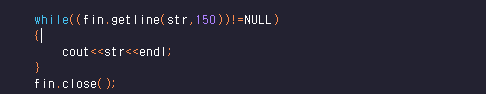 while((fin.getline(str,150))!=NULL)
{
cout<<str<<endl;
}
fin.close();